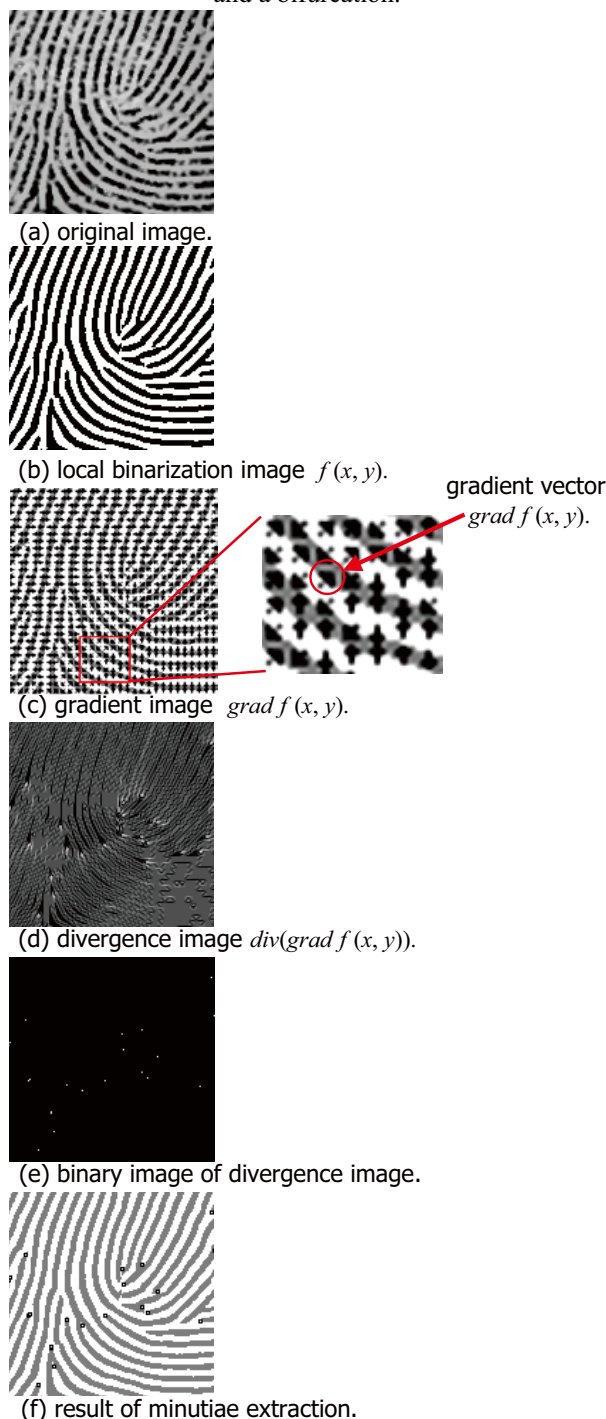 and a bifurcation.
(a) original image.
(b) local binarization image f (x, y).
gradient vector
grad f (x, y).
(c) gradient image grad f (x, y).
(d) divergence image div(grad f (x, y)).
(e) binary image of divergence image.
(f) result of minutiae extraction.